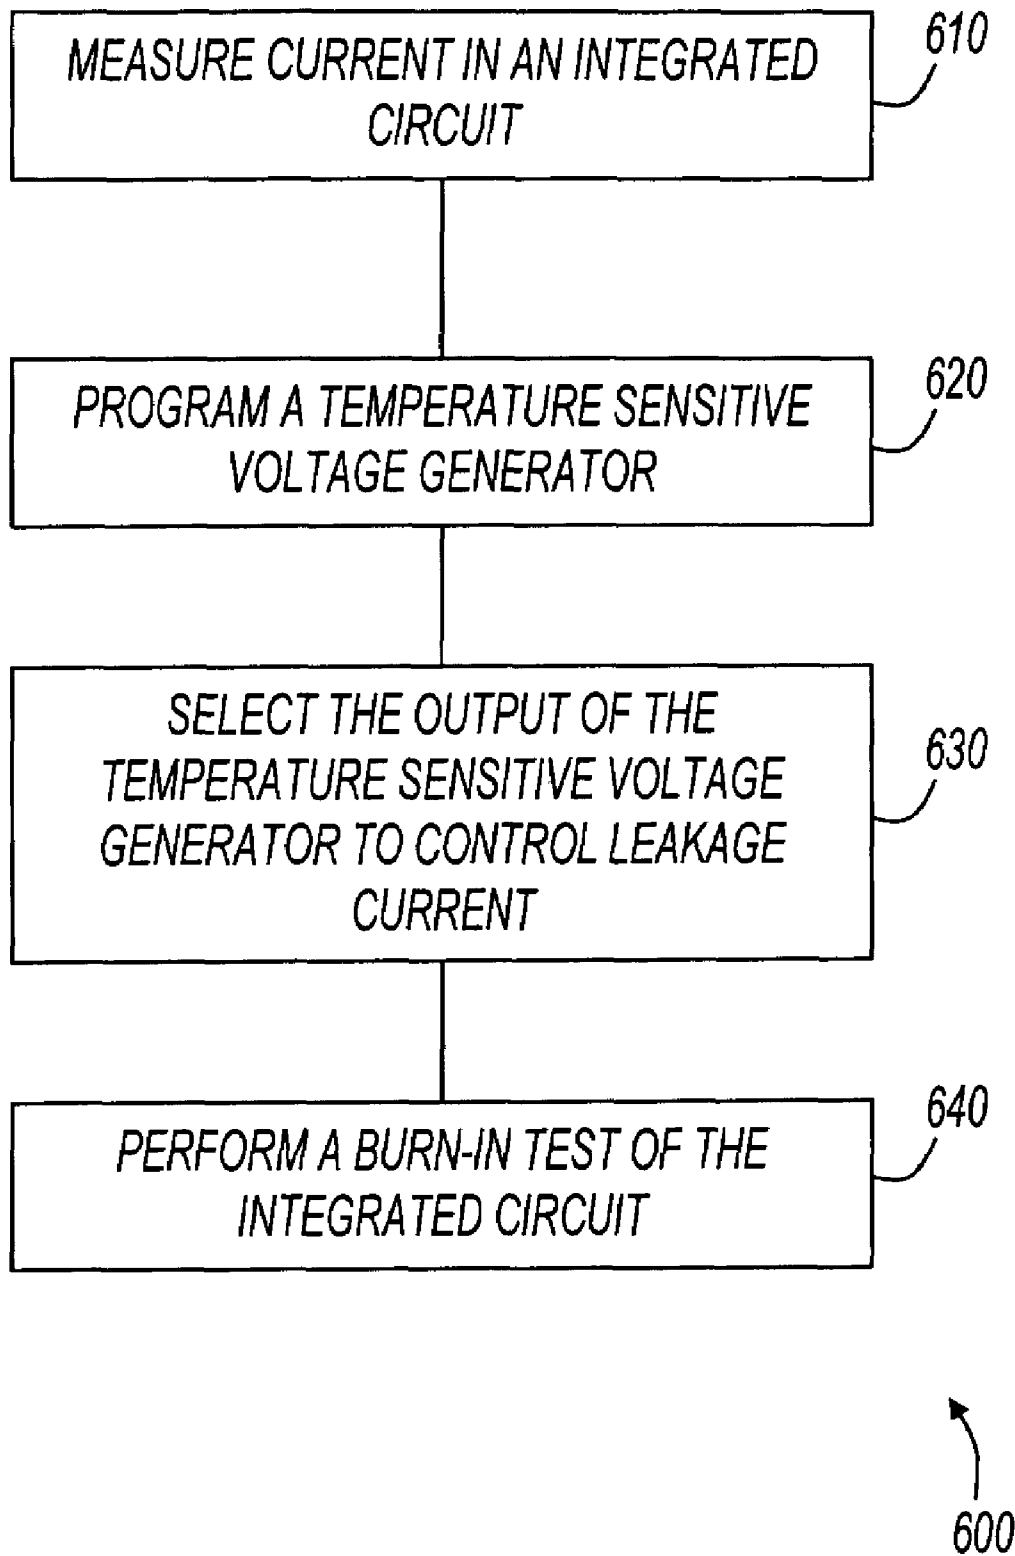 MEASURE CURRENT IN AN INTEGRATED
CIRCUIT
610
PROGRAM A TEMPERATURE SENSITIVE
VOLTAGE GENERATOR
620
SELECT THE OUTPUT OF THE
TEMPERATURE SENSITIVE VOLTAGE
GENERATOR TO CONTROL LEAKAGE
CURRENT
630
PERFORM A BURN-IN TEST OF THE
INTEGRATED CIRCUIT
640
600